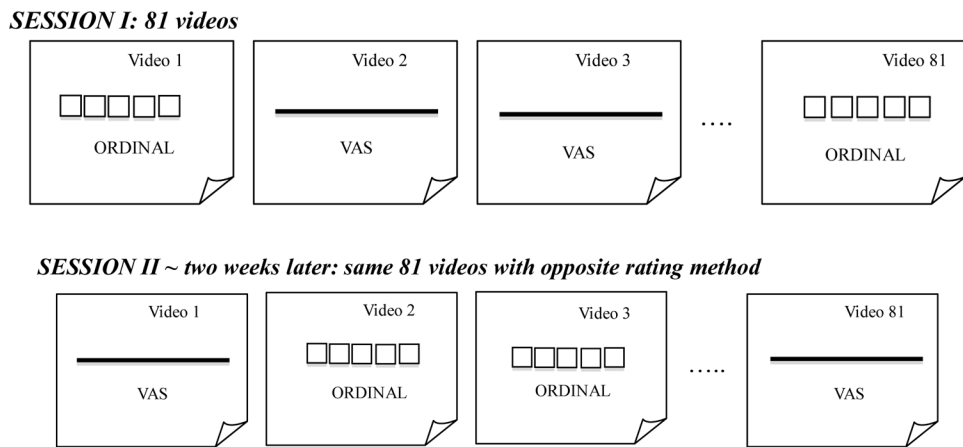 SESSION I: 81 videos
Video 1
Video 2
Video 3
Video 81
ORDINAL
VAS
VAS
....
ORDINAL
SESSION II ~ two weeks later: same 81 videos with opposite rating method
Video 1
Video 2
Video 3
Video 81
VAS
ORDINAL
ORDINAL
.....
VAS